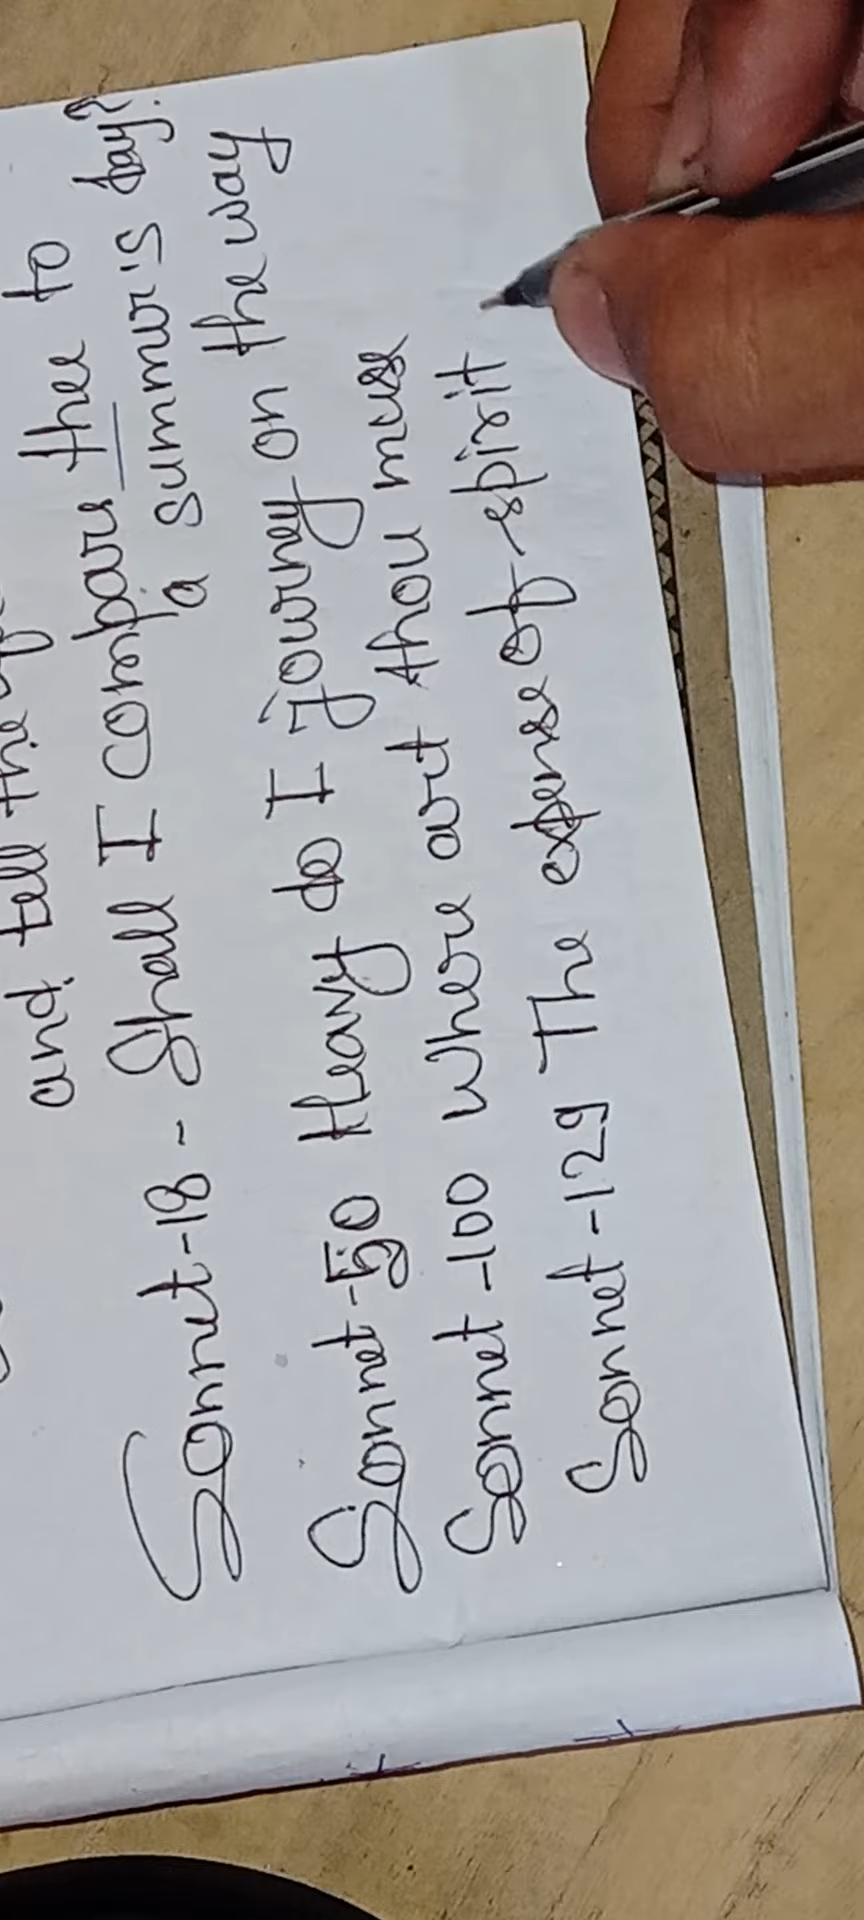 and tell the
Sonnet-18 - Shall I compare thee to
a summer's day?
Sonnet-50 Heavy do I Journey on the way
Sonnet-100 Where art thou muse
Sonnet-129 The expense of spirit